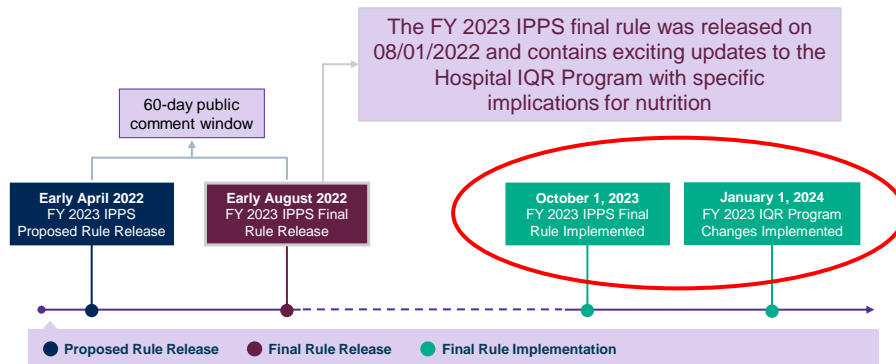 The FY 2023 IPPS final rule was released on
08/01/2022 and contains exciting updates to the
Hospital IQR Program with specific
implications for nutrition
60-day public
comment window
Early April 2022
FY 2023 IPPS
Proposed Rule Release
Early August 2022
FY 2023 IPPS Final
Rule Release
October 1, 2023
FY 2023 IPPS Final
Rule Implemented
January 1, 2024
FY 2023 IQR Program
Changes Implemented
Proposed Rule Release
Final Rule Release
Final Rule Implementation